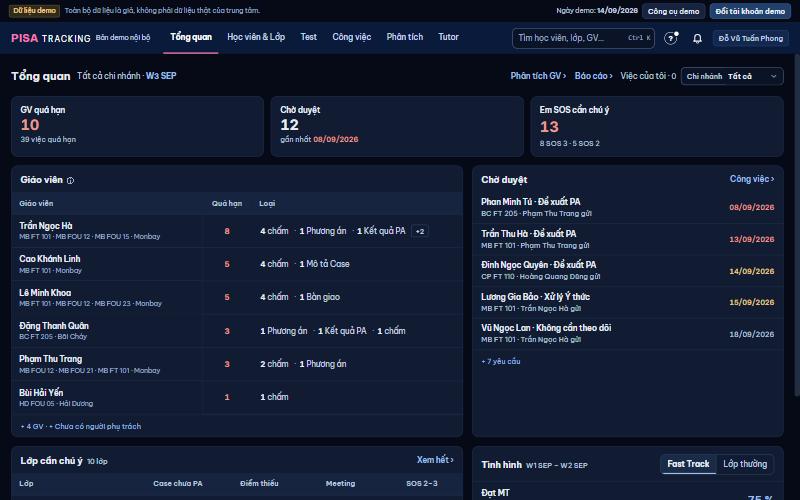 Dữ liệu demo Toàn bộ dữ liệu là giả, không phải dữ liệu thật của trung tâm. Ngày demo: 14/09/2026 Công cụ demo Đổi tài khoản demo
PISA TRACKING Bản demo nội bộ Tổng quan Học viên & Lớp Test Công việc Phân tích Tutor Tìm học viên, lớp, GV... Ctrl K ? Đỗ Vũ Tuấn Phong
Tổng quan Tất cả chi nhánh · W3 SEP Phân tích GV › Báo cáo › Việc của tôi · 0 Chi nhánh Tất cả
GV quá hạn
10
39 việc quá hạn
Chờ duyệt
12
gần nhất 08/09/2026
Em SOS cần chú ý
13
8 SOS 3 · 5 SOS 2
Giáo viên
Giáo viên Quá hạn Loại
Trần Ngọc Hà
MB FT 101 · MB FOU 12 · MB FOU 15 · Monbay
8 4 chấm · 1 Phương án · 1 Kết quả PA +2
Cao Khánh Linh
MB FT 101 · Monbay
5 4 chấm · 1 Mô tả Case
Lê Minh Khoa
MB FT 101 · MB FOU 12 · MB FOU 23 · Monbay
5 4 chấm · 1 Bàn giao
Đặng Thanh Quân
BC FT 205 · Bãi Cháy
3 1 Phương án · 1 Kết quả PA · 1 chấm
Phạm Thu Trang
MB FOU 12 · MB FOU 21 · MB FT 101 · Monbay
3 2 chấm · 1 Phương án
Bùi Hải Yến
HD FOU 05 · Hải Dương
1 1 chấm
+ 4 GV · + Chưa có người phụ trách
Chờ duyệt Công việc ›
Phan Minh Tú · Đề xuất PA
BC FT 205 · Phạm Thu Trang gửi
08/09/2026
Trần Thu Hà · Đề xuất PA
MB FT 101 · Phạm Thu Trang gửi
13/09/2026
Đinh Ngọc Quyên · Đề xuất PA
CP FT 110 · Hoàng Quang Dũng gửi
14/09/2026
Lương Gia Bảo · Xử lý Ý thức
MB FT 101 · Trần Ngọc Hà gửi
15/09/2026
Vũ Ngọc Lan · Không cần theo dõi
MB FT 101 · Trần Ngọc Hà gửi
18/09/2026
+ 7 yêu cầu
Lớp cần chú ý 10 lớp Xem hết ›
Lớp Case chưa PA Điểm thiếu Meeting SOS 2–3
Tình hình W1 SEP – W2 SEP Fast Track Lớp thường
Đạt MT